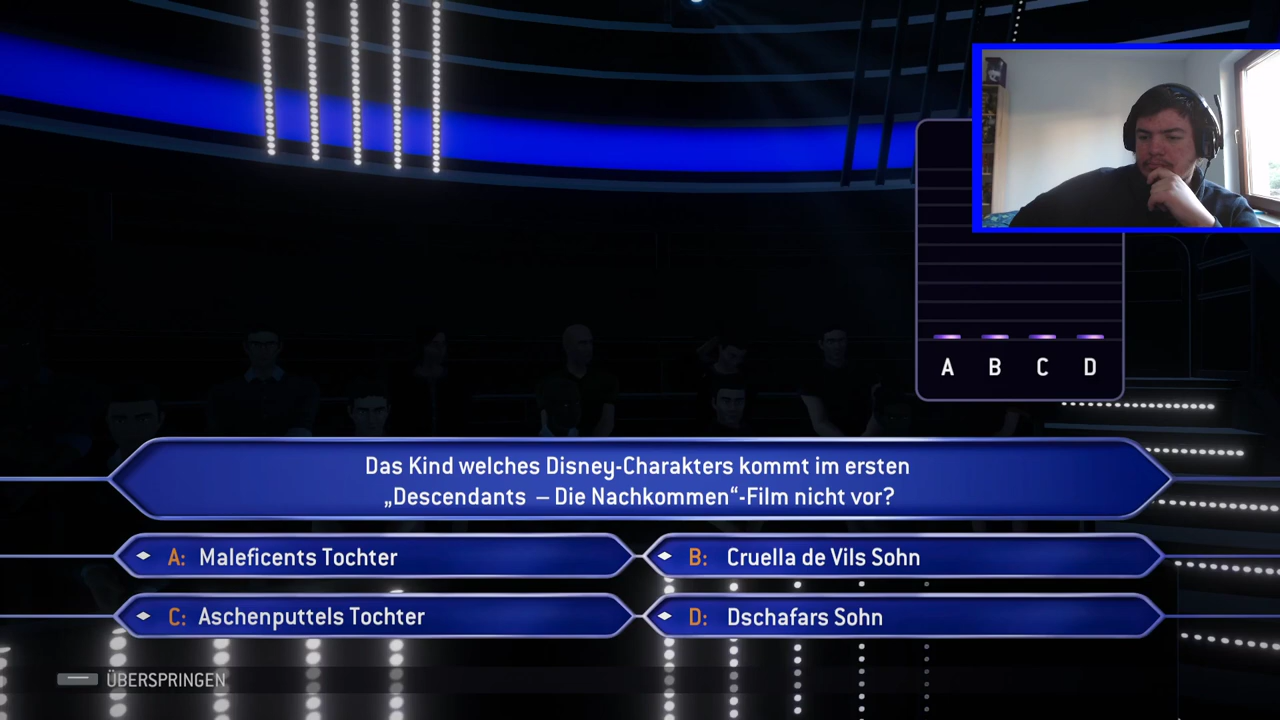 A B C D
Das Kind welches Disney-Charakters kommt im ersten
„Descendants – Die Nachkommen“-Film nicht vor?
A: Maleficents Tochter
B: Cruella de Vils Sohn
C: Aschenputtels Tochter
D: Dschafars Sohn
ÜBERSPRINGEN